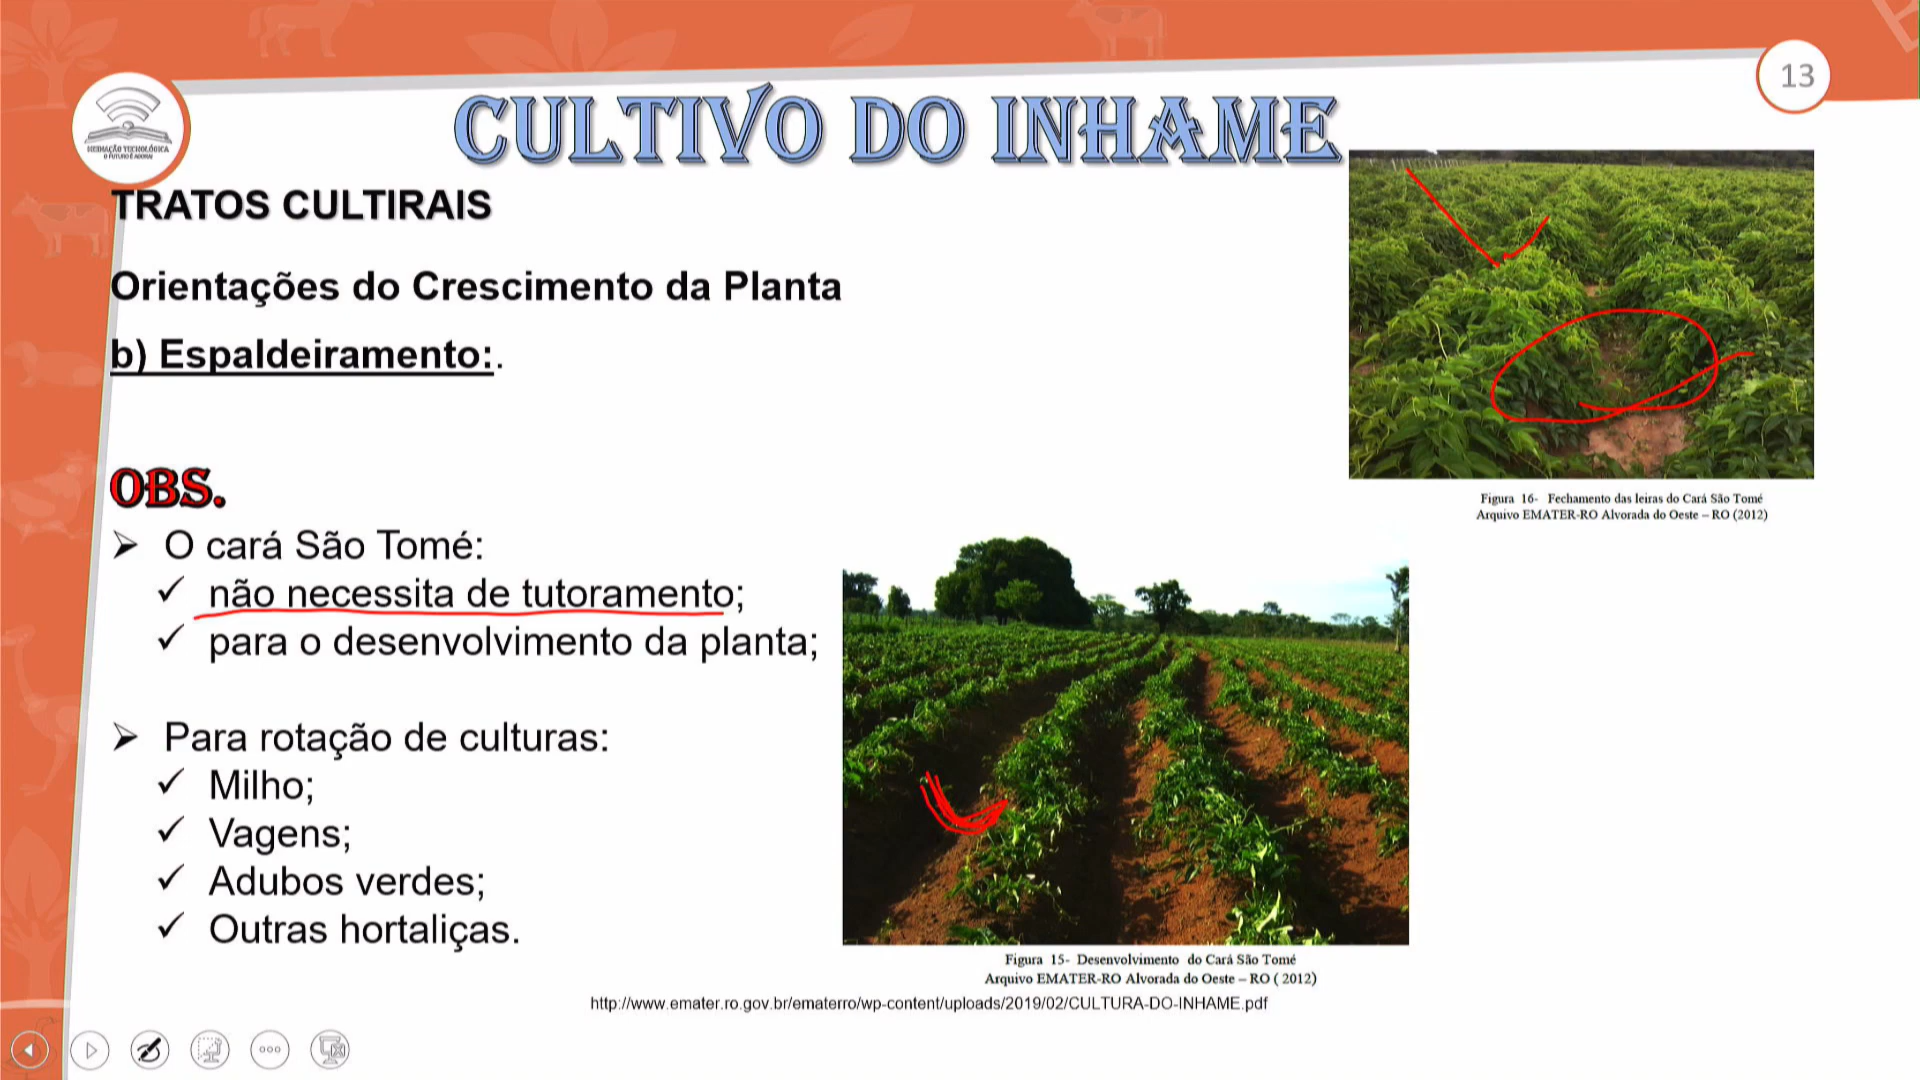 13
MEDIAÇÃO TECNOLÓGICA
O FUTURO É AGORA!
CULTIVO DO INHAME
TRATOS CULTIRAIS
Orientações do Crescimento da Planta
b) Espaldeiramento:.
OBS.
➢ O cará São Tomé:
✓ não necessita de tutoramento;
✓ para o desenvolvimento da planta;
➢ Para rotação de culturas:
✓ Milho;
✓ Vagens;
✓ Adubos verdes;
✓ Outras hortaliças.
Figura 16- Fechamento das leiras do Cará São Tomé
Arquivo EMATER-RO Alvorada do Oeste – RO (2012)
Figura 15- Desenvolvimento do Cará São Tomé
Arquivo EMATER-RO Alvorada do Oeste – RO ( 2012)
http://www.emater.ro.gov.br/ematerro/wp-content/uploads/2019/02/CULTURA-DO-INHAME.pdf